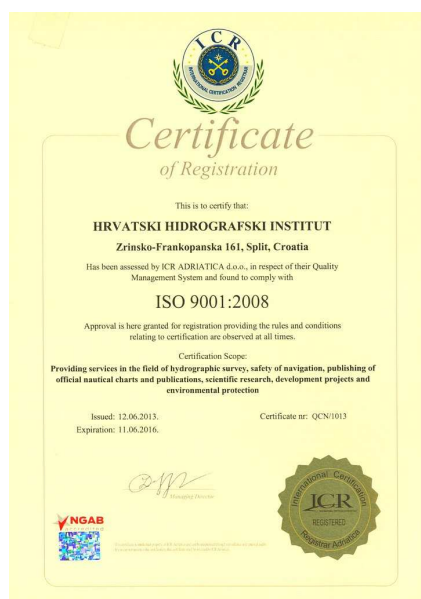 ICR
INTERNATIONAL CERTIFICATION REGISTRAR
Certificate
of Registration
This is to certify that:
HRVATSKI HIDROGRAFSKI INSTITUT
Zrinsko-Frankopanska 161, Split, Croatia
Has been assessed by ICR ADRIATICA d.o.o., in respect of their Quality
Management System and found to comply with
ISO 9001:2008
Approval is here granted for registration providing the rules and conditions
relating to certification are observed at all times.
Certification Scope:
Providing services in the field of hydrographic survey, safety of navigation, publishing of
official nautical charts and publications, scientific research, development projects and
environmental protection
Issued: 12.06.2013.
Certificate nr: QCN/1013
Expiration: 11.06.2016.
Managing Director
International Certification
ICR
REGISTERED
Registrar Adriatica
NGAB